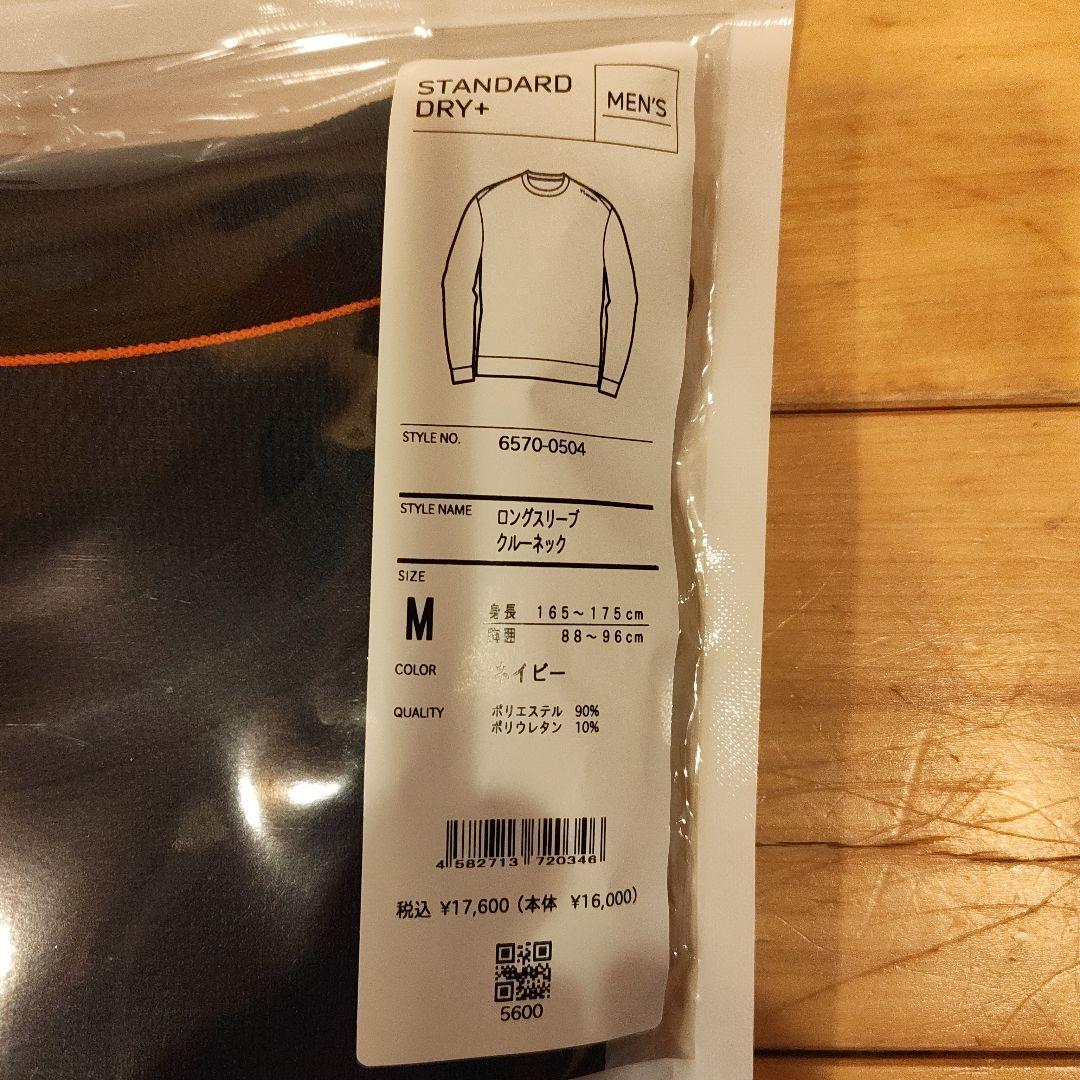 STANDARD
DRY+
MEN'S
STYLE NO. 6570-0504
STYLE NAME ロングスリーブ
クルーネック
SIZE
M 身長 165～175cm
胸囲 88～96cm
COLOR ネイビー
QUALITY ポリエステル 90%
ポリウレタン 10%
4 582713 720346
税込 ¥17,600 (本体 ¥16,000)
5600